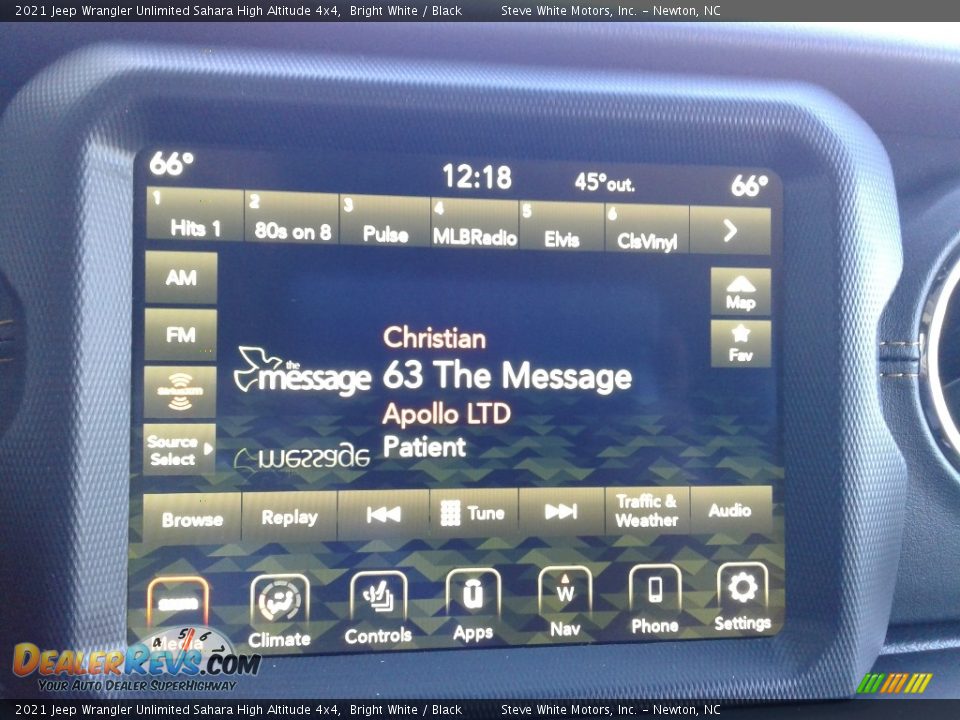 2021 Jeep Wrangler Unlimited Sahara High Altitude 4x4, Bright White / Black Steve White Motors, Inc. - Newton, NC
66° 12:18 45°out. 66°
1 Hits 1 2 80s on 8 3 Pulse 4 MLBRadio 5 Elvis 6 ClsVinyl
AM
Map
FM
Fav
Christian
the message 63 The Message
Apollo LTD
Source Select
message Patient
Browse Replay Tune Traffic & Weather Audio
W
Media Climate Controls Apps Nav Phone Settings
4 5 6
DealerRevs.com
Your Auto Dealer SuperHighway
2021 Jeep Wrangler Unlimited Sahara High Altitude 4x4, Bright White / Black Steve White Motors, Inc. - Newton, NC